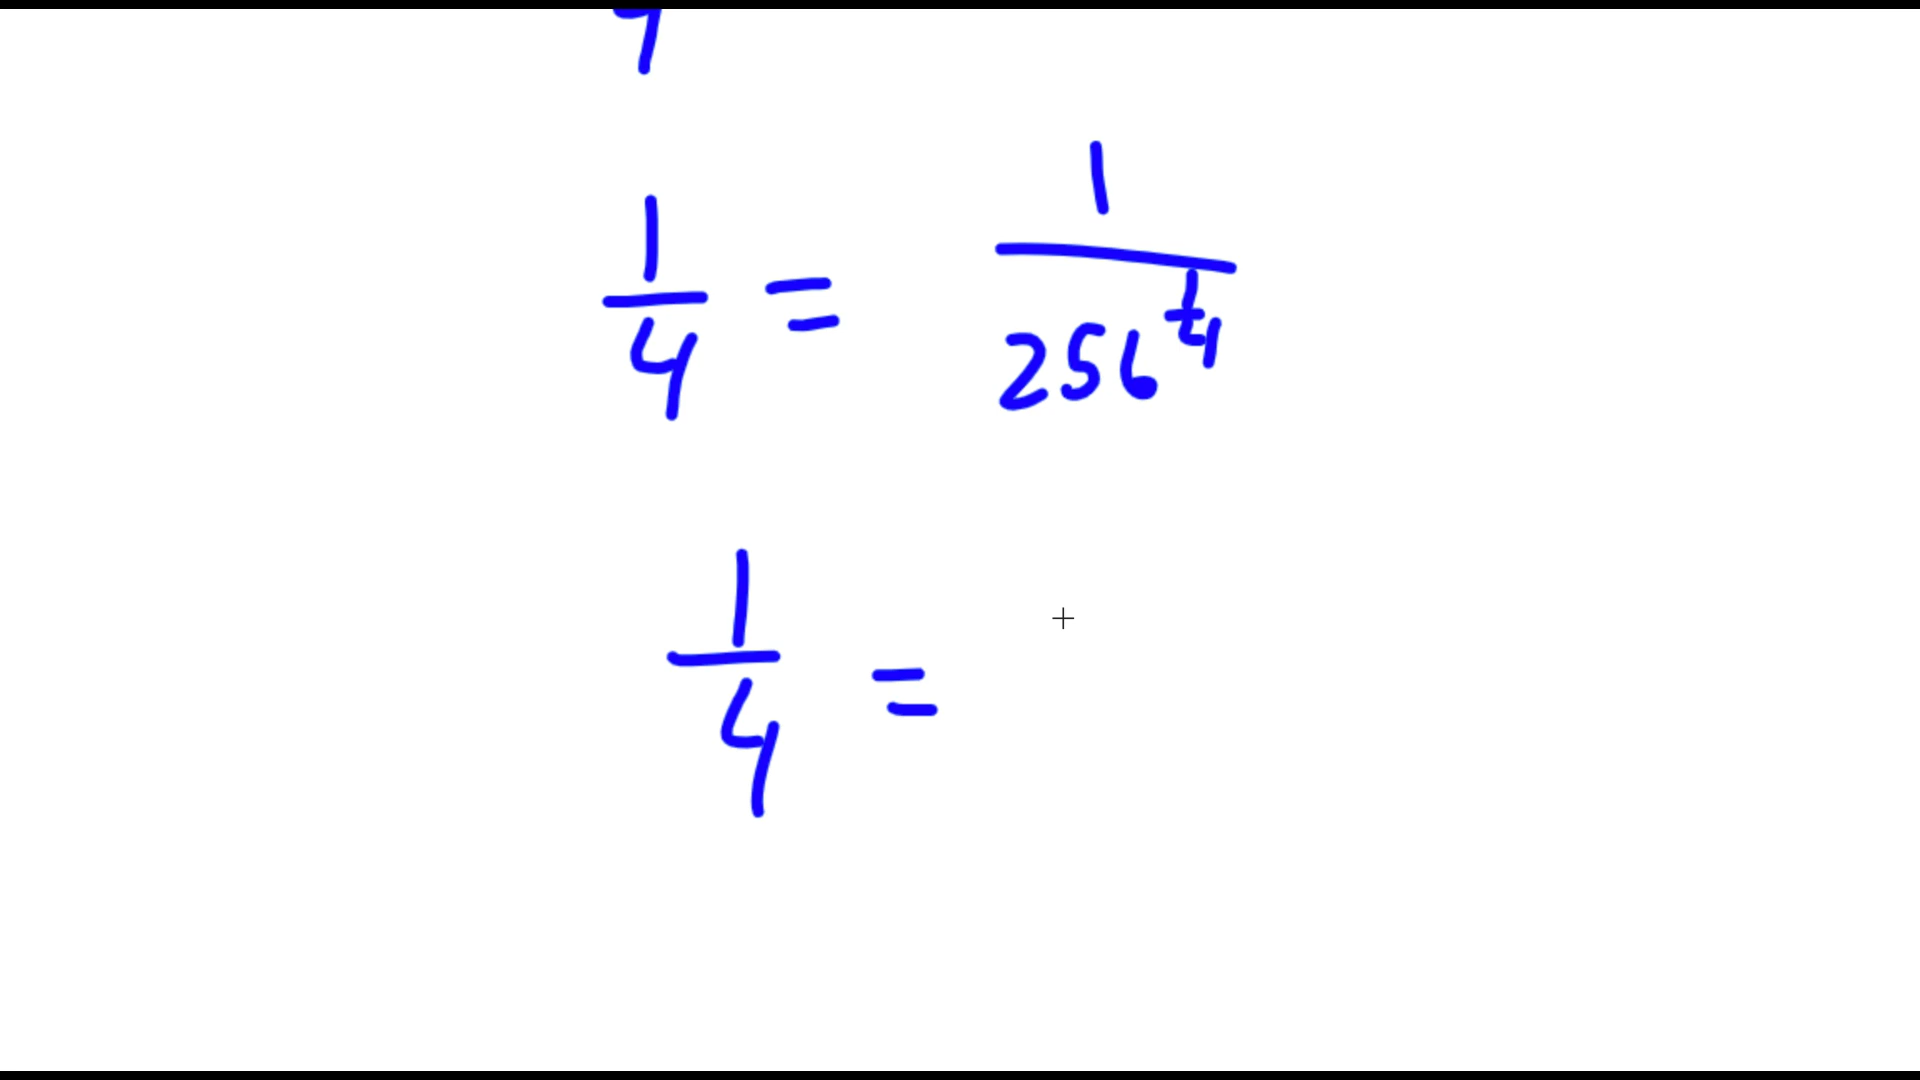 1/4 = 1/256^(1/4)
1/4 =